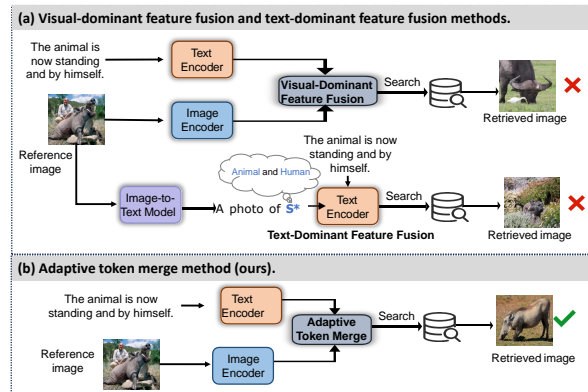 (a) Visual-dominant feature fusion and text-dominant feature fusion methods.
The animal is
now standing
and by himself.
Text
Encoder
Visual-Dominant
Feature Fusion
Search
Retrieved image
Image
Encoder
Reference
image
The animal is now
standing and by
himself.
Animal and Human
Image-to-
Text Model
A photo of S*
Text
Encoder
Search
Text-Dominant Feature Fusion
Retrieved image
(b) Adaptive token merge method (ours).
The animal is now
standing and by himself.
Text
Encoder
Adaptive
Token Merge
Search
Retrieved image
Reference
image
Image
Encoder